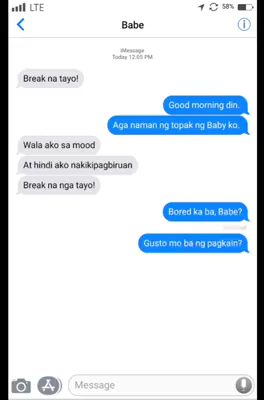 LTE
58%
Babe
iMessage
Today 12:05 PM
Break na tayo!
Good morning din.
Aga naman ng topak ng Baby ko.
Wala ako sa mood
At hindi ako nakikipagbiruan
Break na nga tayo!
Bored ka ba, Babe?
Gusto mo ba ng pagkain?
Message